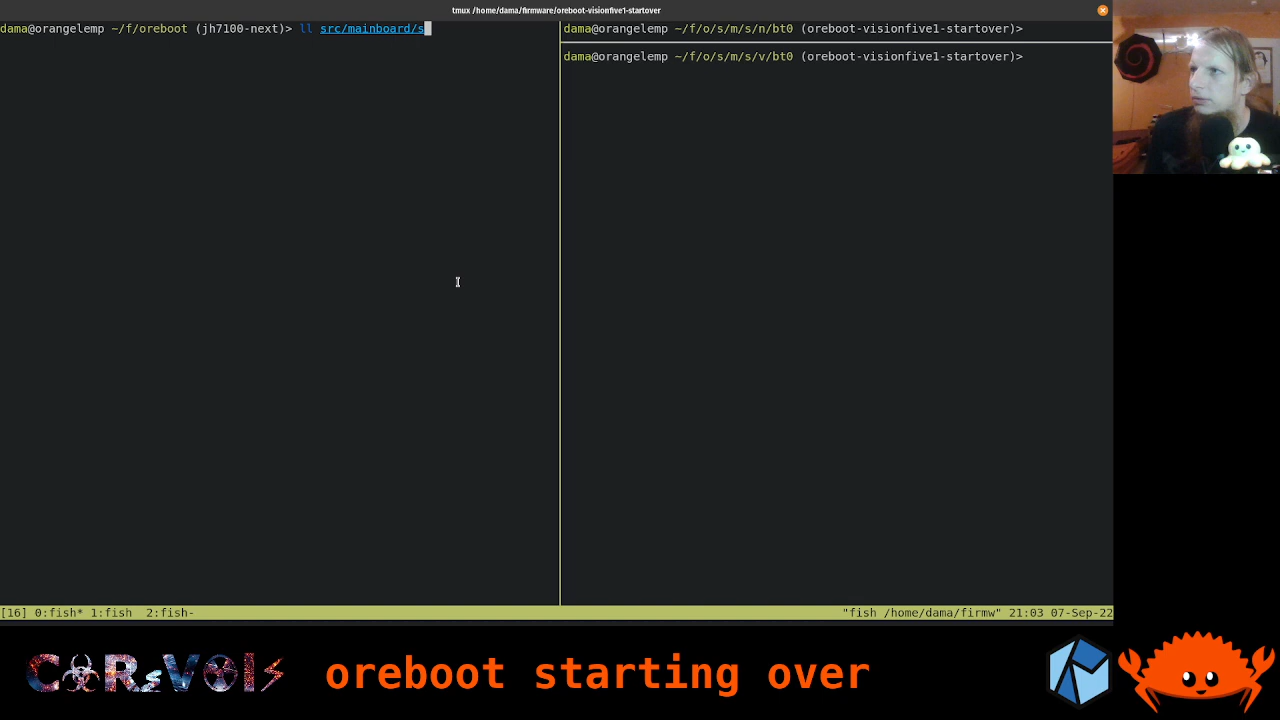 tmux /home/dama/firmware/oreboot-visionfive1-startover
dama@orangelemp ~/f/oreboot (jh7100-next)> ll src/mainboard/s
dama@orangelemp ~/f/o/s/m/s/n/bt0 (oreboot-visionfive1-startover)>
dama@orangelemp ~/f/o/s/m/s/v/bt0 (oreboot-visionfive1-startover)>
[16] 0:fish* 1:fish  2:fish-
"fish /home/dama/firmw" 21:03 07-Sep-22
oreboot starting over